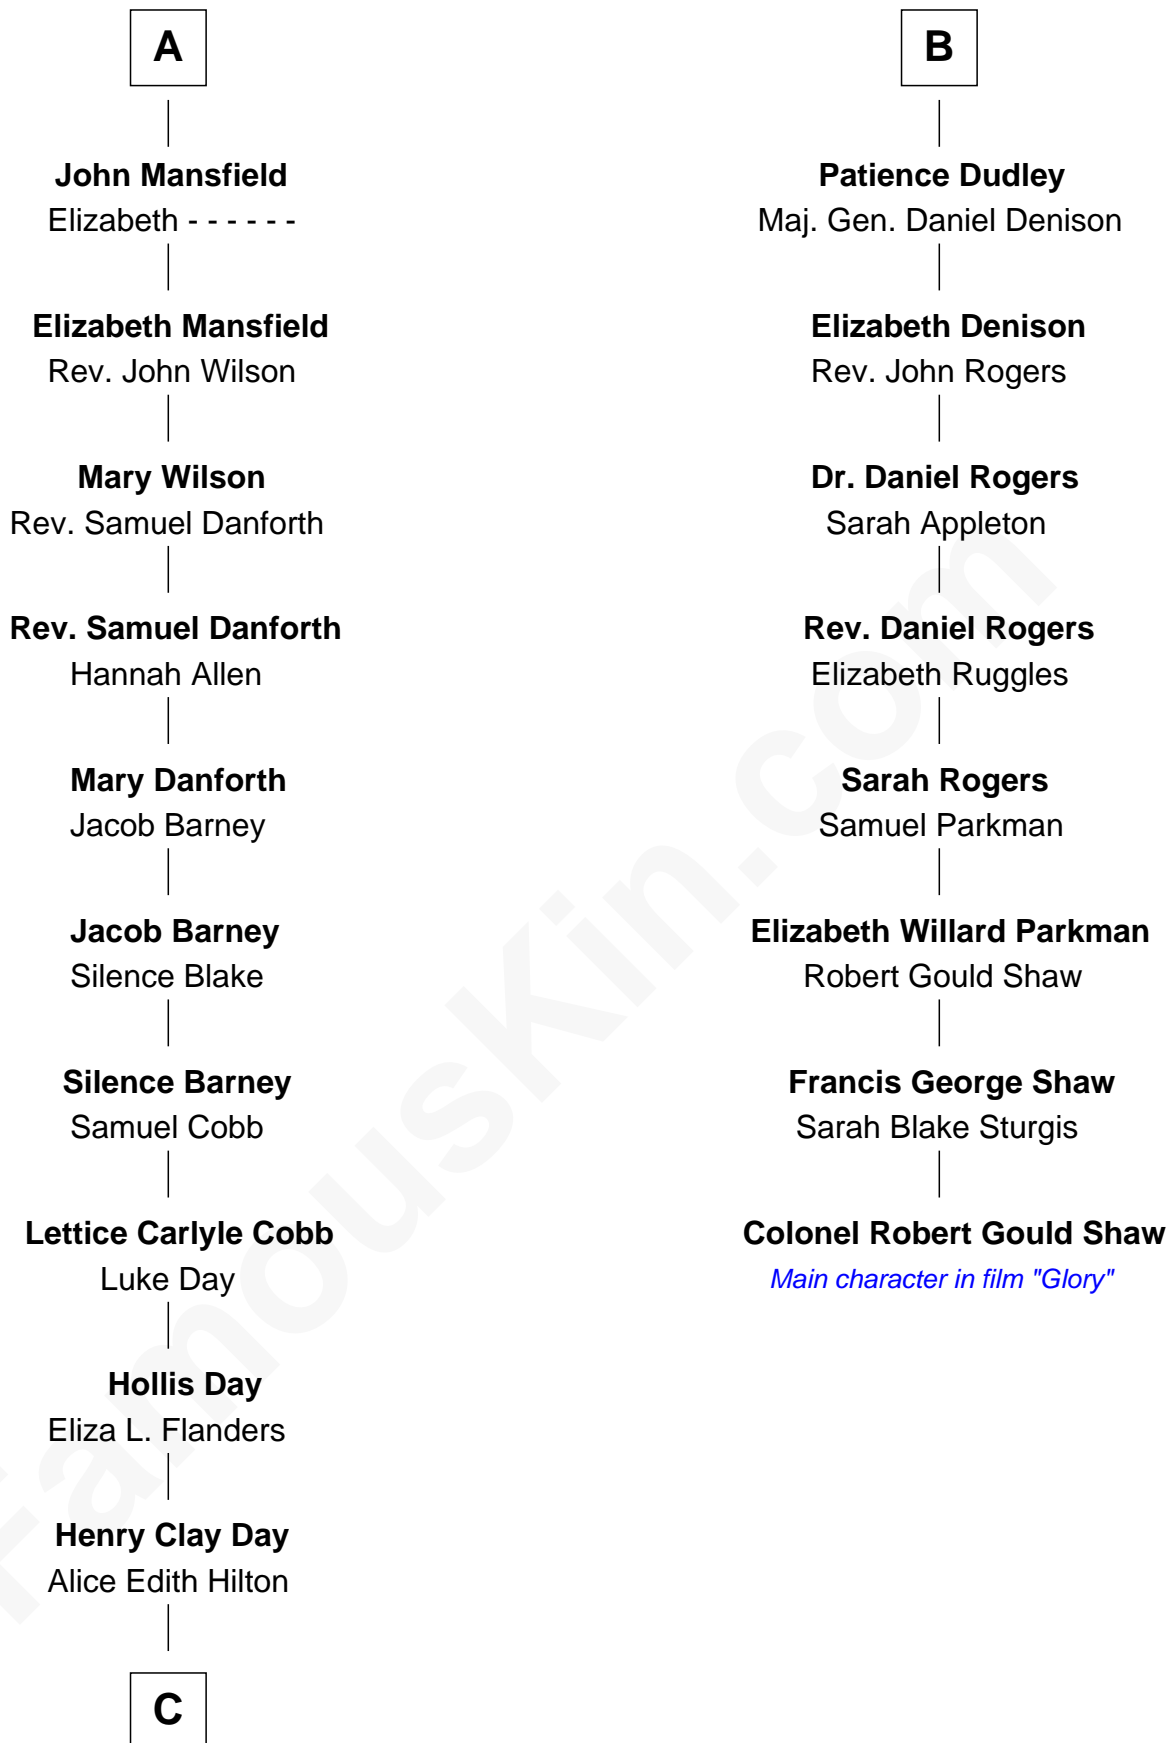 A
John Mansfield
Elizabeth - - - - - -
Elizabeth Mansfield
Rev. John Wilson
Mary Wilson
Rev. Samuel Danforth
Rev. Samuel Danforth
Hannah Allen
Mary Danforth
Jacob Barney
Jacob Barney
Silence Blake
Silence Barney
Samuel Cobb
Lettice Carlyle Cobb
Luke Day
Hollis Day
Eliza L. Flanders
Henry Clay Day
Alice Edith Hilton
C
B
Patience Dudley
Maj. Gen. Daniel Denison
Elizabeth Denison
Rev. John Rogers
Dr. Daniel Rogers
Sarah Appleton
Rev. Daniel Rogers
Elizabeth Ruggles
Sarah Rogers
Samuel Parkman
Elizabeth Willard Parkman
Robert Gould Shaw
Francis George Shaw
Sarah Blake Sturgis
Colonel Robert Gould Shaw
Main character in film "Glory"
FamousKin.com